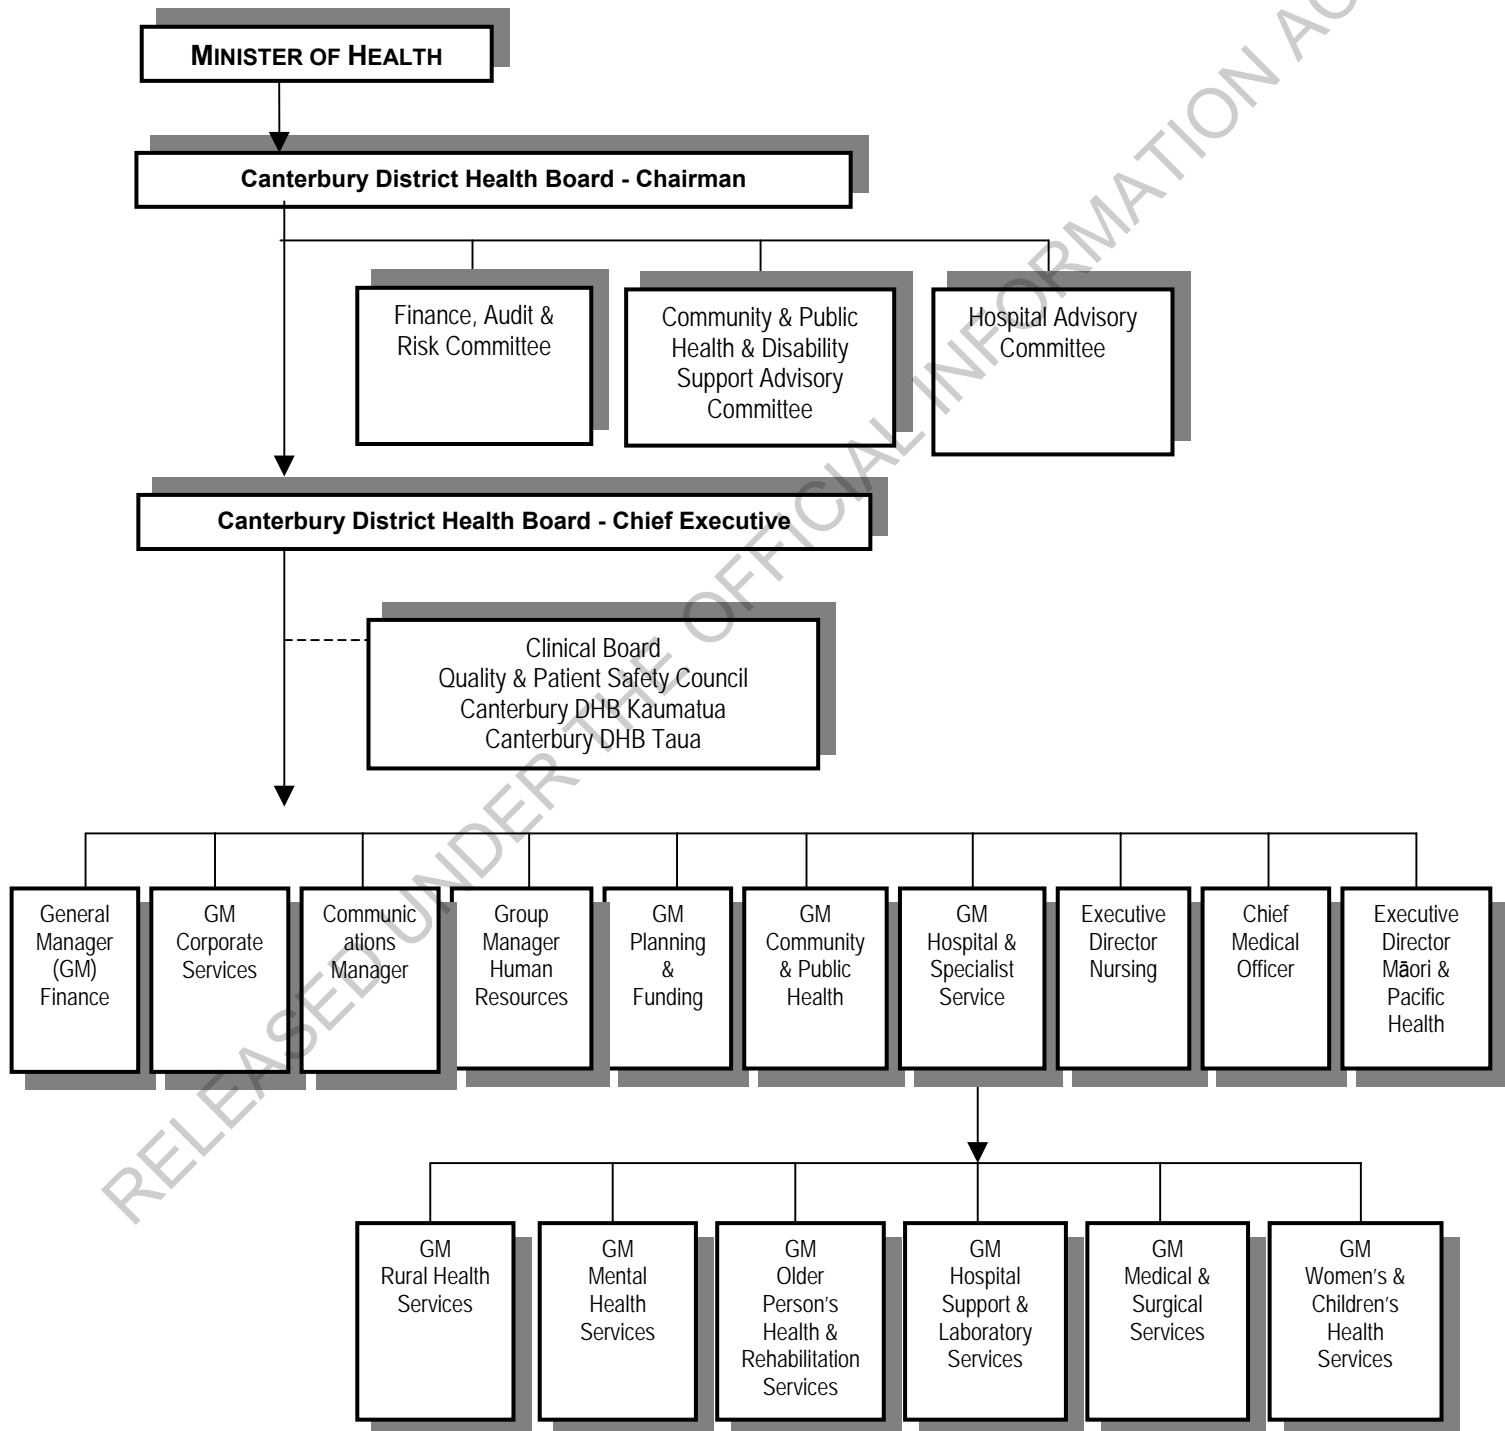 MINISTER OF HEALTH
Canterbury District Health Board - Chairman
Finance, Audit &
Risk Committee
Community & Public
Health & Disability
Support Advisory
Committee
Hospital Advisory
Committee
Canterbury District Health Board - Chief Executive
Clinical Board
Quality & Patient Safety Council
Canterbury DHB Kaumatua
Canterbury DHB Taua
General
Manager
(GM)
Finance
GM
Corporate
Services
Communic
ations
Manager
Group
Manager
Human
Resources
GM
Planning
&
Funding
GM
Community
& Public
Health
GM
Hospital &
Specialist
Service
Executive
Director
Nursing
Chief
Medical
Officer
Executive
Director
Māori &
Pacific
Health
GM
Rural Health
Services
GM
Mental
Health
Services
GM
Older
Person's
Health &
Rehabilitation
Services
GM
Hospital
Support &
Laboratory
Services
GM
Medical &
Surgical
Services
GM
Women's &
Children's
Health
Services
RELEASED UNDER THE OFFICIAL INFORMATION AC